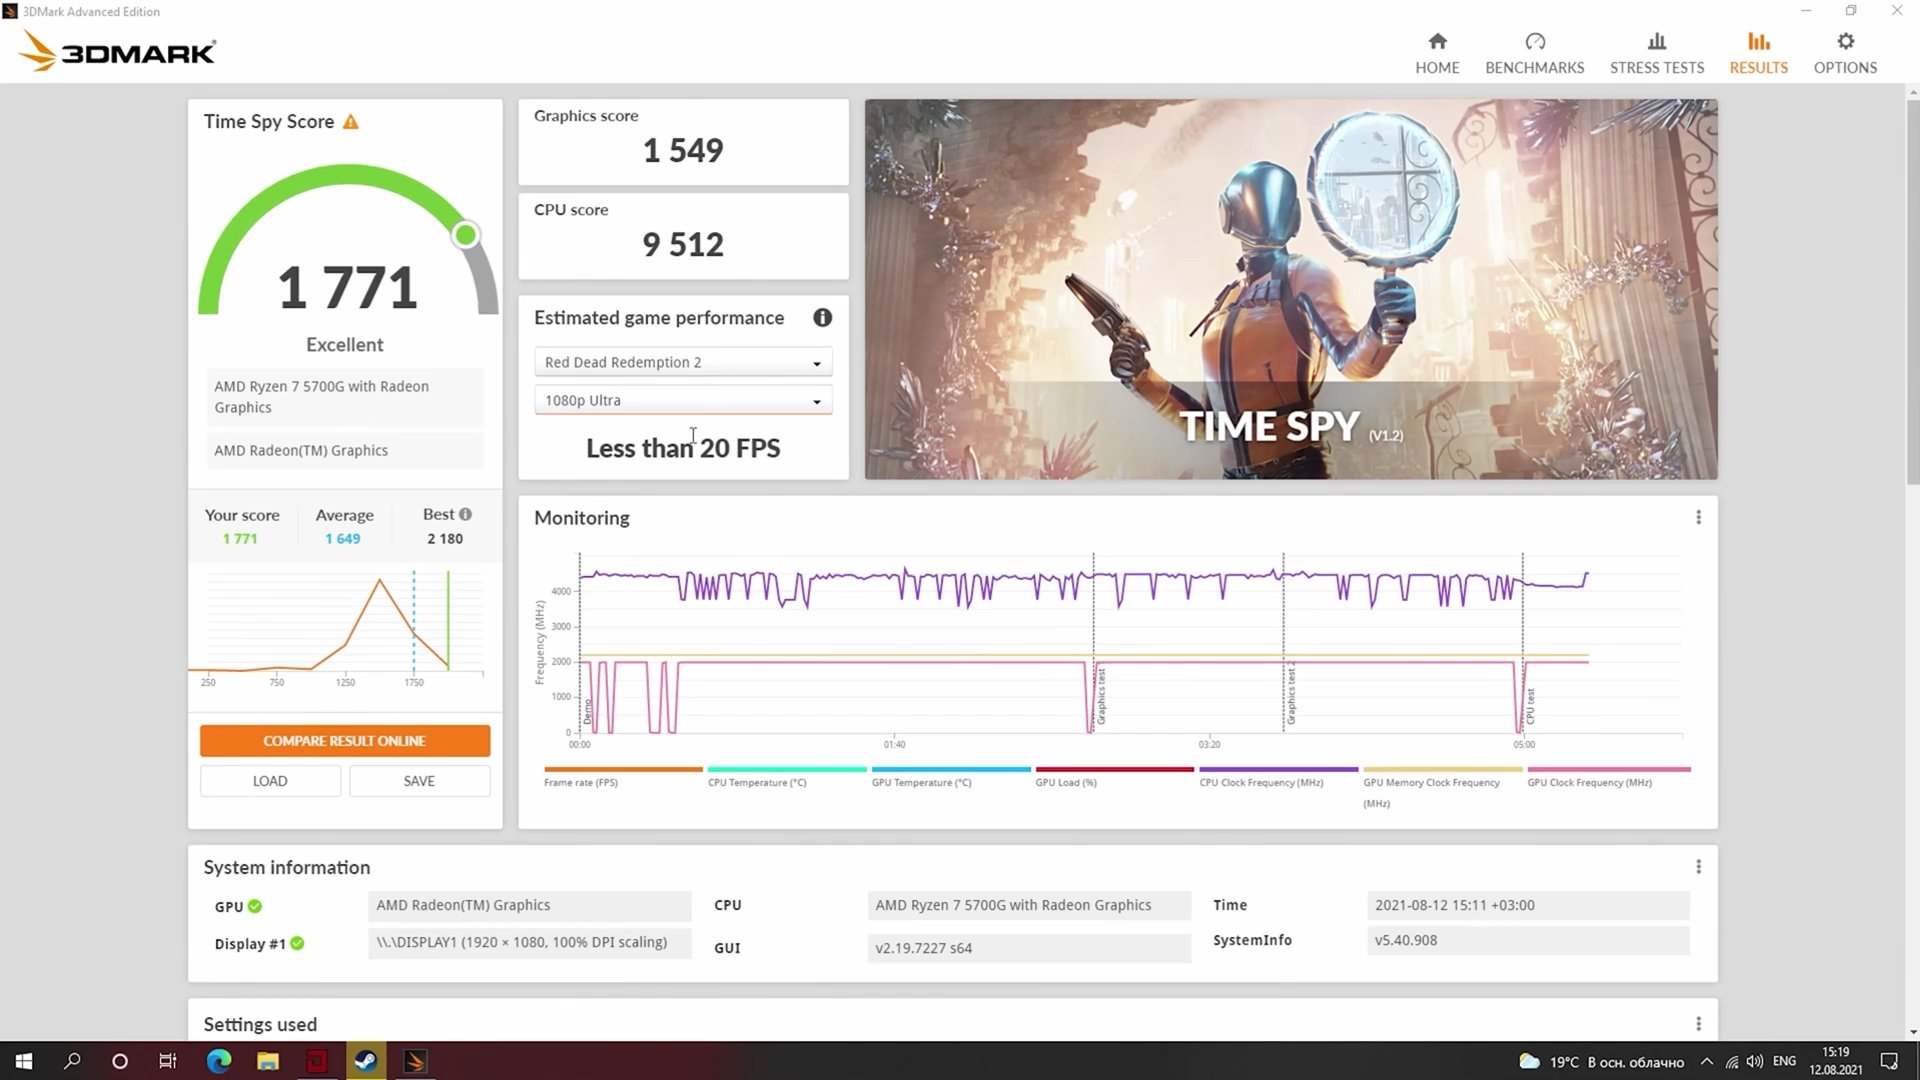 3DMark Advanced Edition
3DMARK
HOME
BENCHMARKS
STRESS TESTS
RESULTS
OPTIONS
Time Spy Score
1 771
Excellent
AMD Ryzen 7 5700G with Radeon
Graphics
AMD Radeon(TM) Graphics
Your score
Average
Best
1 771
1 649
2 180
250
750
1250
1750
COMPARE RESULT ONLINE
LOAD
SAVE
Graphics score
1 549
CPU score
9 512
Estimated game performance
Red Dead Redemption 2
1080p Ultra
Less than 20 FPS
TIME SPY (V1.2)
Monitoring
Frequency (MHz)
4000
3000
2000
1000
0
Demo
Graphics test
Graphics test 2
CPU test
00:00
01:40
03:20
05:00
Frame rate (FPS)
CPU Temperature (°C)
GPU Temperature (°C)
GPU Load (%)
CPU Clock Frequency (MHz)
GPU Memory Clock Frequency
(MHz)
GPU Clock Frequency (MHz)
System information
GPU
AMD Radeon(TM) Graphics
CPU
AMD Ryzen 7 5700G with Radeon Graphics
Time
2021-08-12 15:11 +03:00
Display #1
\\.\DISPLAY1 (1920 × 1080, 100% DPI scaling)
GUI
v2.19.7227 s64
SystemInfo
v5.40.908
Settings used
19°C В осн. облачно
ENG
15:19
12.08.2021